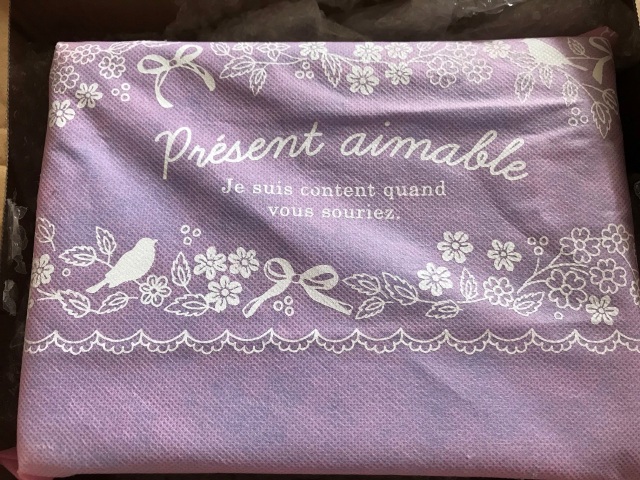 Présent aimable
Je suis content quand
vous souriez.